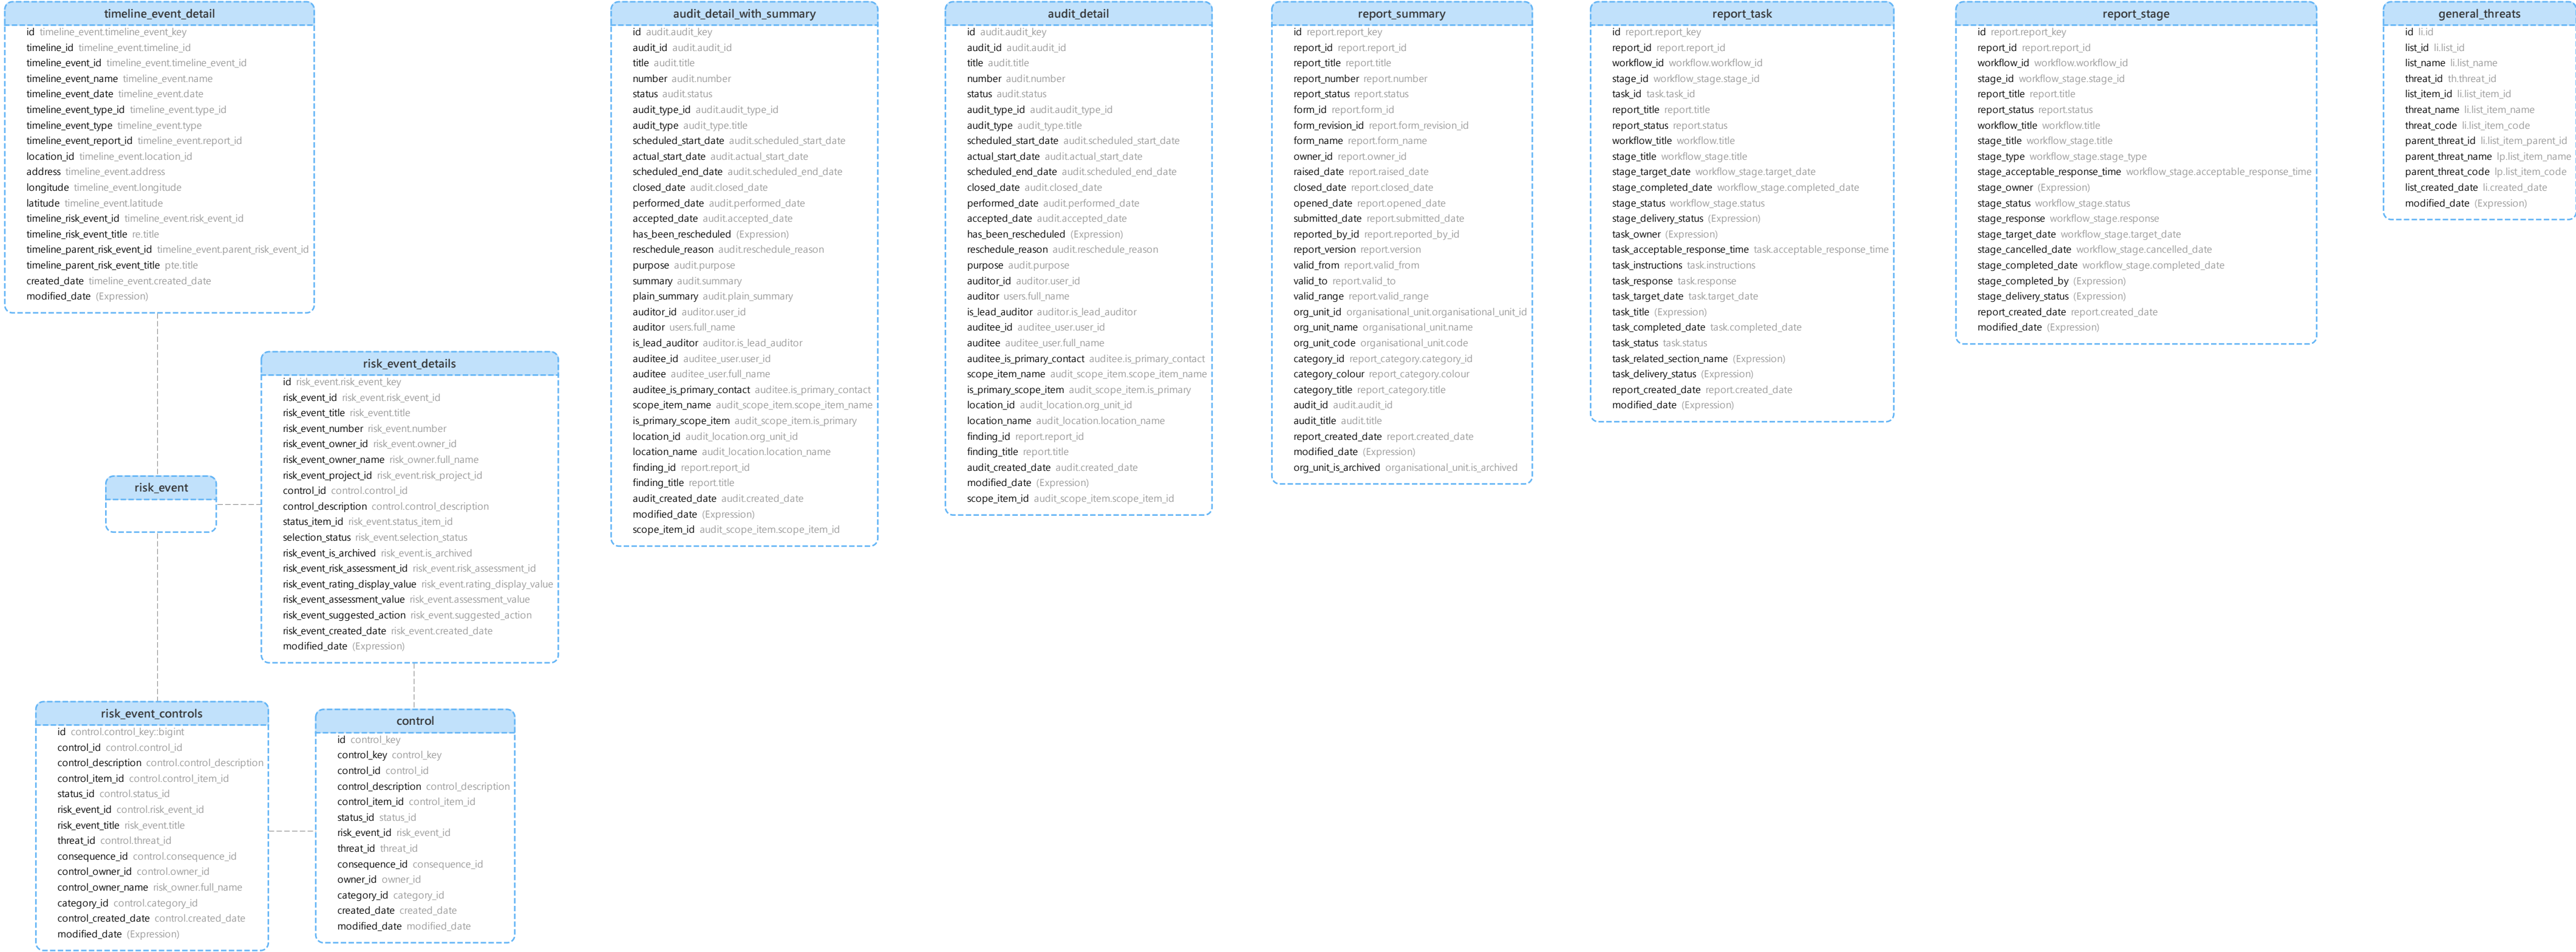 timeline_event_detail
id timeline_event.timeline_event_key
timeline_id timeline_event.timeline_id
timeline_event_id timeline_event.timeline_event_id
timeline_event_name timeline_event.name
timeline_event_date timeline_event.date
timeline_event_type_id timeline_event.type_id
timeline_event_type timeline_event.type
timeline_event_report_id timeline_event.report_id
location_id timeline_event.location_id
address timeline_event.address
longitude timeline_event.longitude
latitude timeline_event.latitude
timeline_risk_event_id timeline_event.risk_event_id
timeline_risk_event_title re.title
timeline_parent_risk_event_id timeline_event.parent_risk_event_id
timeline_parent_risk_event_title pte.title
created_date timeline_event.created_date
modified_date (Expression)
risk_event
risk_event_details
id risk_event.risk_event_key
risk_event_id risk_event.risk_event_id
risk_event_title risk_event.title
risk_event_number risk_event.number
risk_event_owner_id risk_event.owner_id
risk_event_owner_name risk_owner.full_name
risk_event_project_id risk_event.risk_project_id
control_id control.control_id
control_description control.control_description
status_item_id risk_event.status_item_id
selection_status risk_event.selection_status
risk_event_is_archived risk_event.is_archived
risk_event_risk_assessment_id risk_event.risk_assessment_id
risk_event_rating_display_value risk_event.rating_display_value
risk_event_assessment_value risk_event.assessment_value
risk_event_suggested_action risk_event.suggested_action
risk_event_created_date risk_event.created_date
modified_date (Expression)
risk_event_controls
id control.control_key::bigint
control_id control.control_id
control_description control.control_description
control_item_id control.control_item_id
status_id control.status_id
risk_event_id control.risk_event_id
risk_event_title risk_event.title
threat_id control.threat_id
consequence_id control.consequence_id
control_owner_id control.owner_id
control_owner_name risk_owner.full_name
category_id control.category_id
control_created_date control.created_date
modified_date (Expression)
control
id control_key
control_key control_key
control_id control_id
control_description control_description
control_item_id control_item_id
status_id status_id
risk_event_id risk_event_id
threat_id threat_id
consequence_id consequence_id
owner_id owner_id
category_id category_id
created_date created_date
modified_date modified_date
audit_detail_with_summary
id audit.audit_key
audit_id audit.audit_id
title audit.title
number audit.number
status audit.status
audit_type_id audit.audit_type_id
audit_type audit_type.title
scheduled_start_date audit.scheduled_start_date
actual_start_date audit.actual_start_date
scheduled_end_date audit.scheduled_end_date
closed_date audit.closed_date
performed_date audit.performed_date
accepted_date audit.accepted_date
has_been_rescheduled (Expression)
reschedule_reason audit.reschedule_reason
purpose audit.purpose
summary audit.summary
plain_summary audit.plain_summary
auditor_id auditor.user_id
auditor users.full_name
is_lead_auditor auditor.is_lead_auditor
auditee_id auditee_user.user_id
auditee auditee_user.full_name
auditee_is_primary_contact auditee.is_primary_contact
scope_item_name audit_scope_item.scope_item_name
is_primary_scope_item audit_scope_item.is_primary
location_id audit_location.org_unit_id
location_name audit_location.location_name
finding_id report.report_id
finding_title report.title
audit_created_date audit.created_date
modified_date (Expression)
scope_item_id audit_scope_item.scope_item_id
audit_detail
id audit.audit_key
audit_id audit.audit_id
title audit.title
number audit.number
status audit.status
audit_type_id audit.audit_type_id
audit_type audit_type.title
scheduled_start_date audit.scheduled_start_date
actual_start_date audit.actual_start_date
scheduled_end_date audit.scheduled_end_date
closed_date audit.closed_date
performed_date audit.performed_date
accepted_date audit.accepted_date
has_been_rescheduled (Expression)
reschedule_reason audit.reschedule_reason
purpose audit.purpose
auditor_id auditor.user_id
auditor users.full_name
is_lead_auditor auditor.is_lead_auditor
auditee_id auditee_user.user_id
auditee auditee_user.full_name
auditee_is_primary_contact auditee.is_primary_contact
scope_item_name audit_scope_item.scope_item_name
is_primary_scope_item audit_scope_item.is_primary
location_id audit_location.org_unit_id
location_name audit_location.location_name
finding_id report.report_id
finding_title report.title
audit_created_date audit.created_date
modified_date (Expression)
scope_item_id audit_scope_item.scope_item_id
report_summary
id report.report_key
report_id report.report_id
report_title report.title
report_number report.number
report_status report.status
form_id report.form_id
form_revision_id report.form_revision_id
form_name report.form_name
owner_id report.owner_id
raised_date report.raised_date
closed_date report.closed_date
opened_date report.opened_date
submitted_date report.submitted_date
reported_by_id report.reported_by_id
report_version report.version
valid_from report.valid_from
valid_to report.valid_to
valid_range report.valid_range
org_unit_id organisational_unit.organisational_unit_id
org_unit_name organisational_unit.name
org_unit_code organisational_unit.code
category_id report_category.category_id
category_colour report_category.colour
category_title report_category.title
audit_id audit.audit_id
audit_title audit.title
report_created_date report.created_date
modified_date (Expression)
org_unit_is_archived organisational_unit.is_archived
report_task
id report.report_key
report_id report.report_id
workflow_id workflow.workflow_id
stage_id workflow_stage.stage_id
task_id task.task_id
report_title report.title
report_status report.status
workflow_title workflow.title
stage_title workflow_stage.title
stage_target_date workflow_stage.target_date
stage_completed_date workflow_stage.completed_date
stage_status workflow_stage.status
stage_delivery_status (Expression)
task_owner (Expression)
task_acceptable_response_time task.acceptable_response_time
task_instructions task.instructions
task_response task.response
task_target_date task.target_date
task_title (Expression)
task_completed_date task.completed_date
task_status task.status
task_related_section_name (Expression)
task_delivery_status (Expression)
report_created_date report.created_date
modified_date (Expression)
report_stage
id report.report_key
report_id report.report_id
workflow_id workflow.workflow_id
stage_id workflow_stage.stage_id
report_title report.title
report_status report.status
workflow_title workflow.title
stage_title workflow_stage.title
stage_type workflow_stage.stage_type
stage_acceptable_response_time workflow_stage.acceptable_response_time
stage_owner (Expression)
stage_status workflow_stage.status
stage_response workflow_stage.response
stage_target_date workflow_stage.target_date
stage_cancelled_date workflow_stage.cancelled_date
stage_completed_date workflow_stage.completed_date
stage_completed_by (Expression)
stage_delivery_status (Expression)
report_created_date report.created_date
modified_date (Expression)
general_threats
id li.id
list_id li.list_id
list_name li.list_name
threat_id th.threat_id
list_item_id li.list_item_id
threat_name li.list_item_name
threat_code li.list_item_code
parent_threat_id li.list_item_parent_id
parent_threat_name lp.list_item_name
parent_threat_code lp.list_item_code
list_created_date li.created_date
modified_date (Expression)